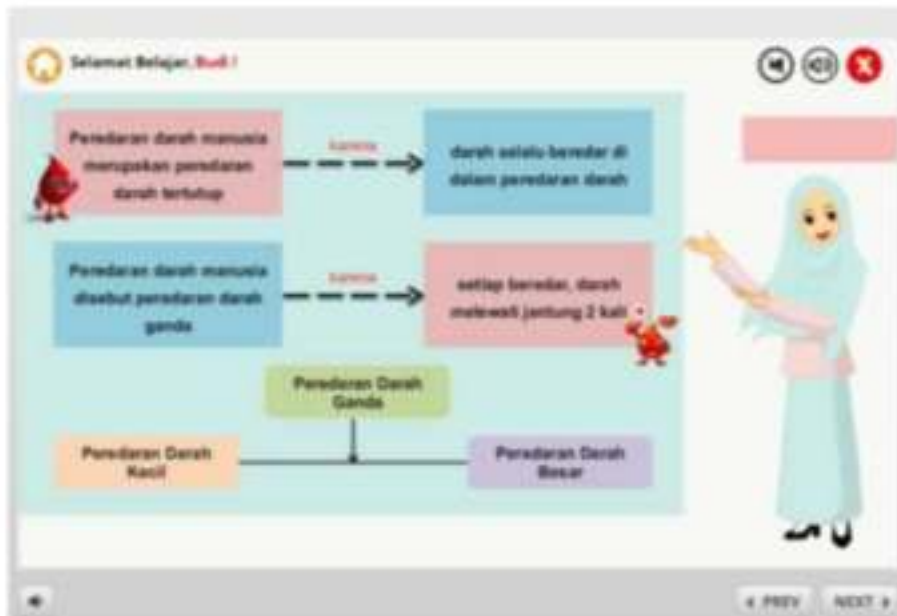 Selamat Belajar, Budi !
Peredaran darah manusia
merupakan peredaran
darah tertutup
karena
darah selalu beredar di
dalam peredaran darah
Peredaran darah manusia
disebut peredaran darah
ganda
karena
setiap beredar, darah
melewati jantung 2 kali
Peredaran Darah
Ganda
Peredaran Darah
Kecil
Peredaran Darah
Besar
PREV
NEXT